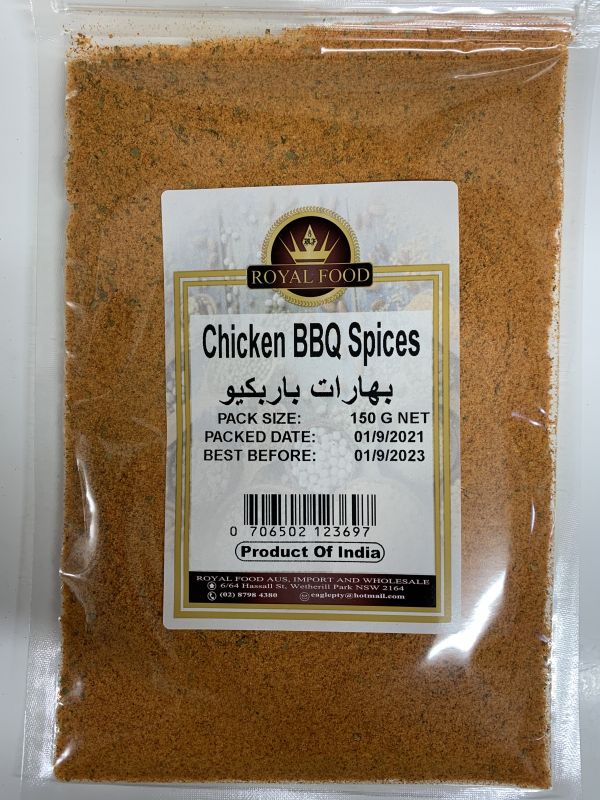 ROYAL FOOD
Chicken BBQ Spices
بهارات باربكيو
PACK SIZE: 150 G NET
PACKED DATE: 01/9/2021
BEST BEFORE: 01/9/2023
0 706502 123697
Product Of India
ROYAL FOOD AUS, IMPORT AND WHOLESALE
6/64 Hassall St, Wetherill Park NSW 2164
(02) 8798 4380 eaglepty@hotmail.com